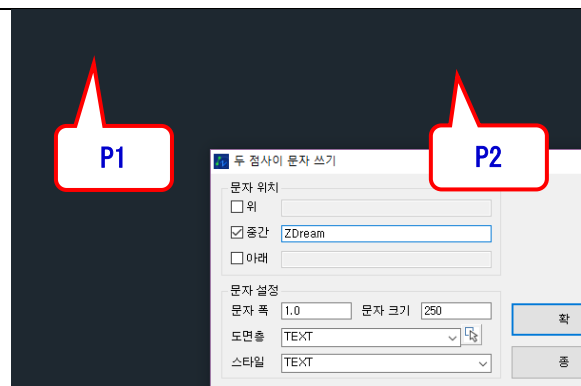 P1
P2
두 점사이 문자 쓰기
문자 위치
위
중간 ZDream
아래
문자 설정
문자 폭 1.0 문자 크기 250
도면층 TEXT
확
스타일 TEXT
종